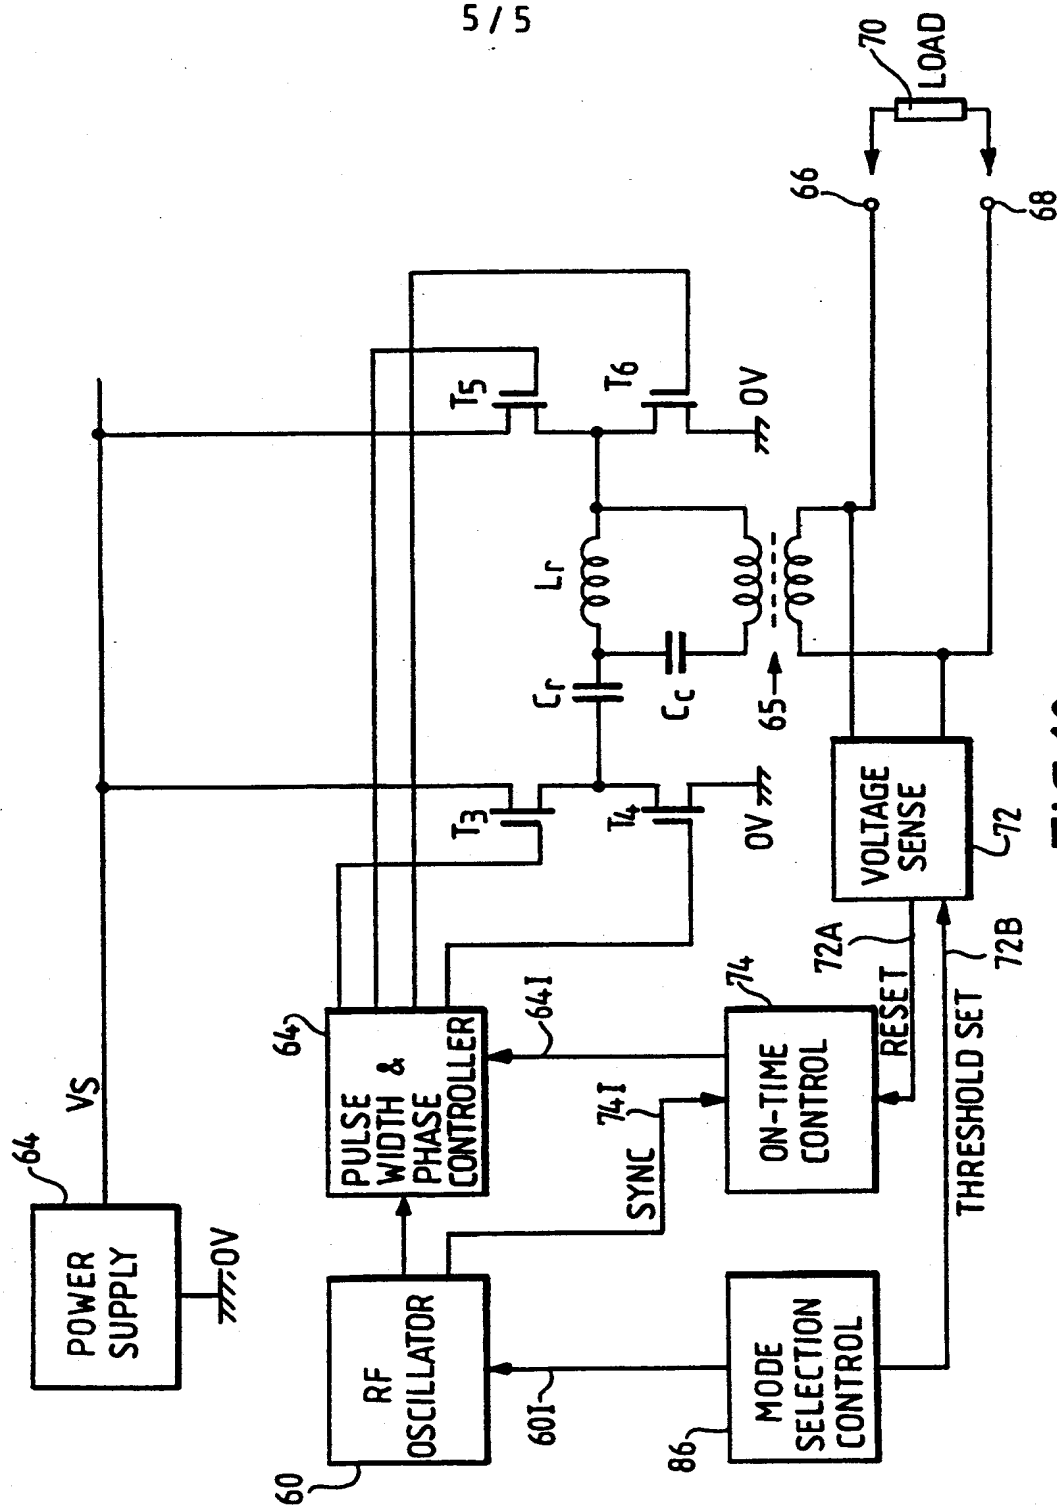 5/5
POWER
SUPPLY
64
VS
0V
RF
OSCILLATOR
60
60I
PULSE
WIDTH &
PHASE
CONTROLLER
64
64I
SYNC
74I
MODE
SELECTION
CONTROL
86
ON-TIME
CONTROL
74
RESET
72A
THRESHOLD SET
72B
VOLTAGE
SENSE
72
T3
T4
0V
Cr
Lr
Cc
65
T5
T6
0V
66
68
70
LOAD